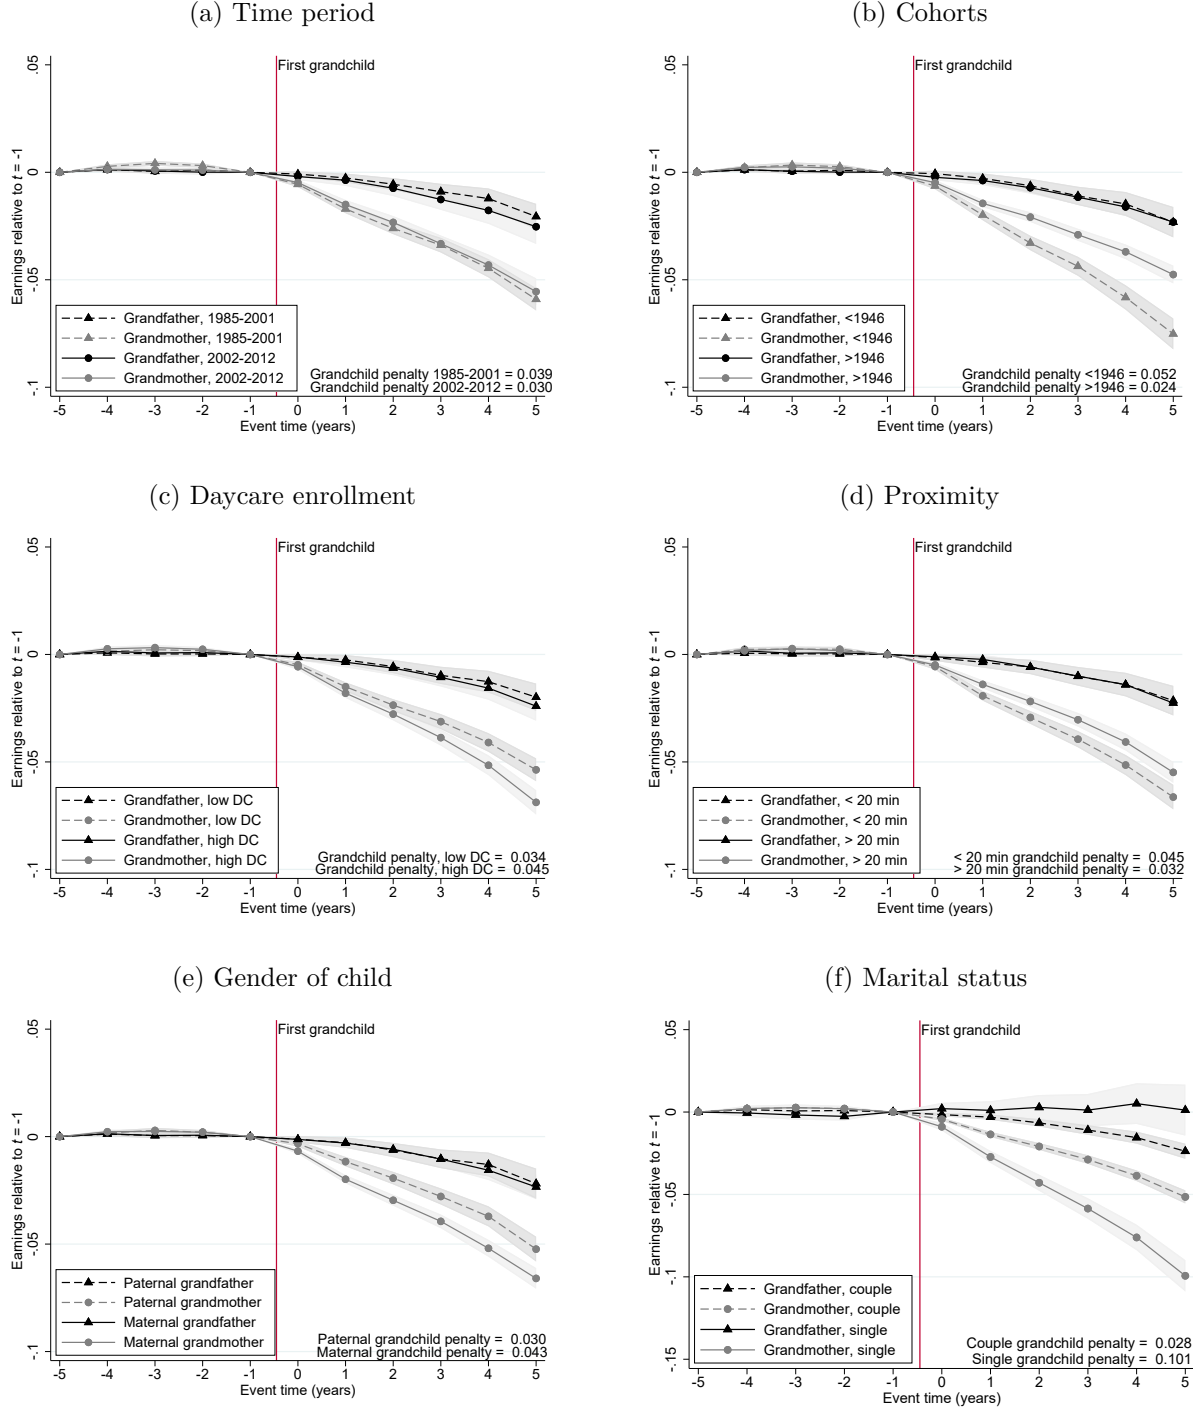 (a) Time period
First grandchild
Earnings relative to t = -1
.05
0
-.05
-.1
Grandfather, 1985-2001
Grandmother, 1985-2001
Grandfather, 2002-2012
Grandmother, 2002-2012
Grandchild penalty 1985-2001 = 0.039
Grandchild penalty 2002-2012 = 0.030
-5 -4 -3 -2 -1 0 1 2 3 4 5
Event time (years)
(b) Cohorts
First grandchild
Earnings relative to t = -1
.05
0
-.05
-.1
Grandfather, <1946
Grandmother, <1946
Grandfather, >1946
Grandmother, >1946
Grandchild penalty <1946 = 0.052
Grandchild penalty >1946 = 0.024
-5 -4 -3 -2 -1 0 1 2 3 4 5
Event time (years)
(c) Daycare enrollment
First grandchild
Earnings relative to t = -1
.05
0
-.05
-.1
Grandfather, low DC
Grandmother, low DC
Grandfather, high DC
Grandmother, high DC
Grandchild penalty, low DC = 0.034
Grandchild penalty, high DC = 0.045
-5 -4 -3 -2 -1 0 1 2 3 4 5
Event time (years)
(d) Proximity
First grandchild
Earnings relative to t = -1
.05
0
-.05
-.1
Grandfather, < 20 min
Grandmother, < 20 min
Grandfather, > 20 min
Grandmother, > 20 min
< 20 min grandchild penalty = 0.045
> 20 min grandchild penalty = 0.032
-5 -4 -3 -2 -1 0 1 2 3 4 5
Event time (years)
(e) Gender of child
First grandchild
Earnings relative to t = -1
.05
0
-.05
-.1
Paternal grandfather
Paternal grandmother
Maternal grandfather
Maternal grandmother
Paternal grandchild penalty = 0.030
Maternal grandchild penalty = 0.043
-5 -4 -3 -2 -1 0 1 2 3 4 5
Event time (years)
(f) Marital status
First grandchild
Earnings relative to t = -1
.05
0
-.05
-.1
-.15
Grandfather, couple
Grandmother, couple
Grandfather, single
Grandmother, single
Couple grandchild penalty = 0.028
Single grandchild penalty = 0.101
-5 -4 -3 -2 -1 0 1 2 3 4 5
Event time (years)